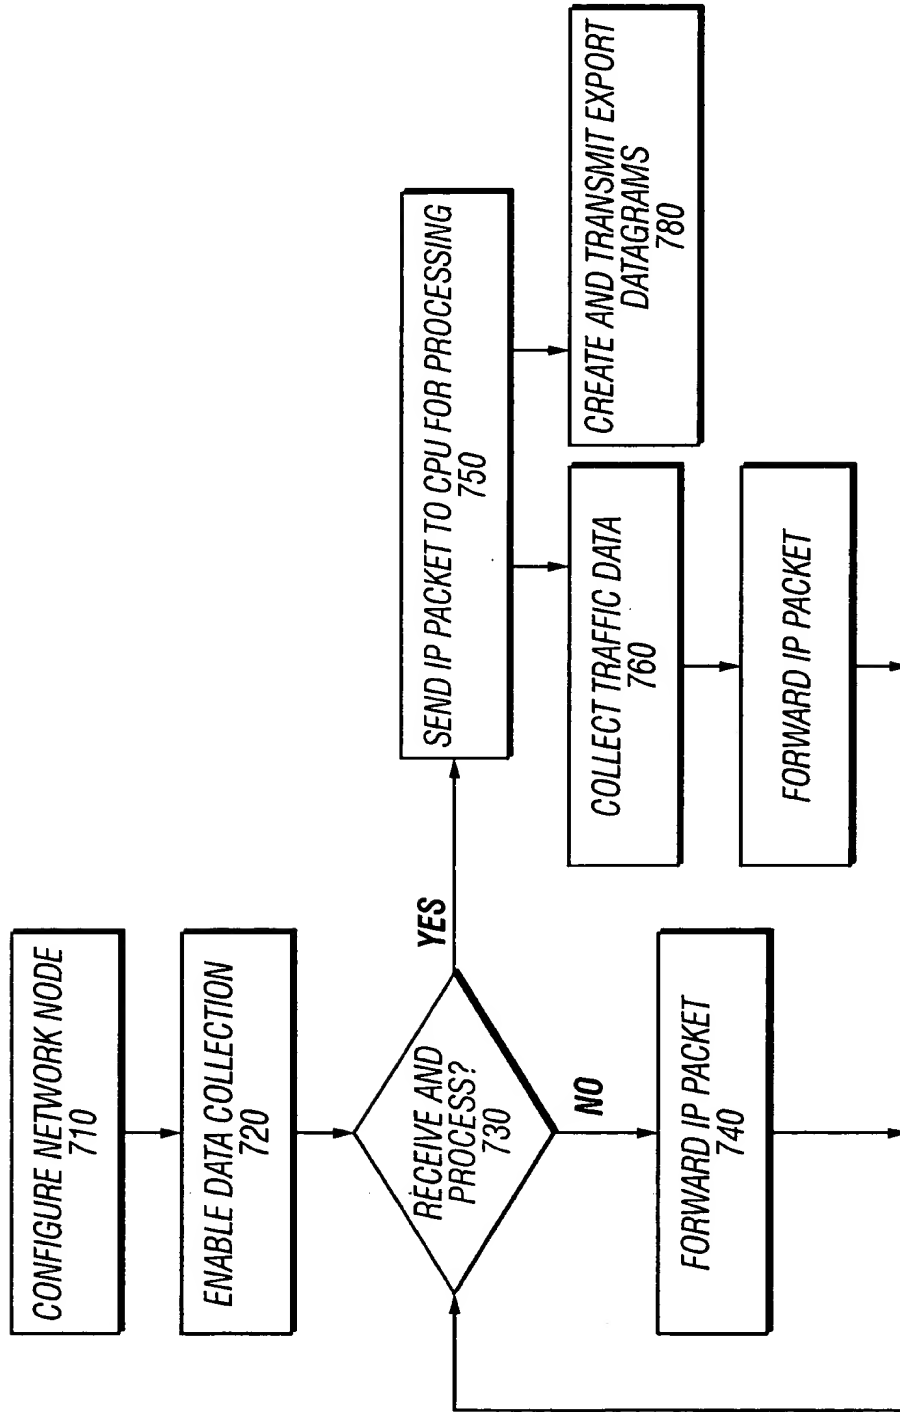 CONFIGURE NETWORK NODE
710
ENABLE DATA COLLECTION
720
RECEIVE AND
PROCESS?
730
YES
NO
FORWARD IP PACKET
740
SEND IP PACKET TO CPU FOR PROCESSING
750
COLLECT TRAFFIC DATA
760
FORWARD IP PACKET
CREATE AND TRANSMIT EXPORT
DATAGRAMS
780